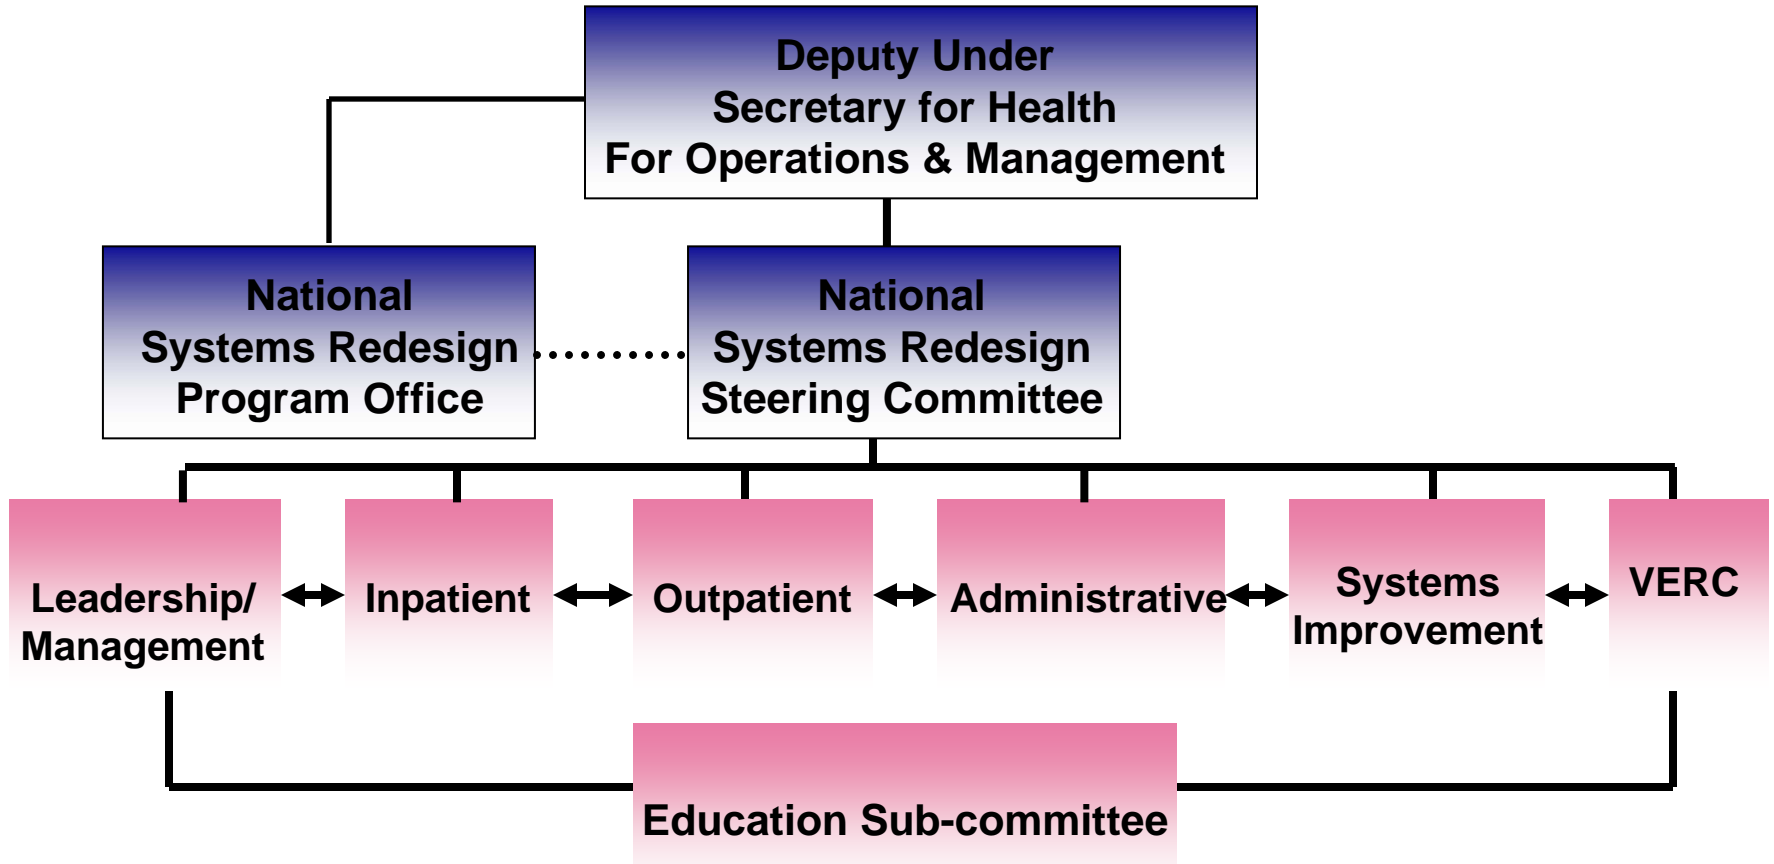 Deputy Under
Secretary for Health
For Operations & Management
National
Systems Redesign
Program Office
National
Systems Redesign
Steering Committee
Leadership/
Management
Inpatient
Outpatient
Administrative
Systems
Improvement
VERC
Education Sub-committee